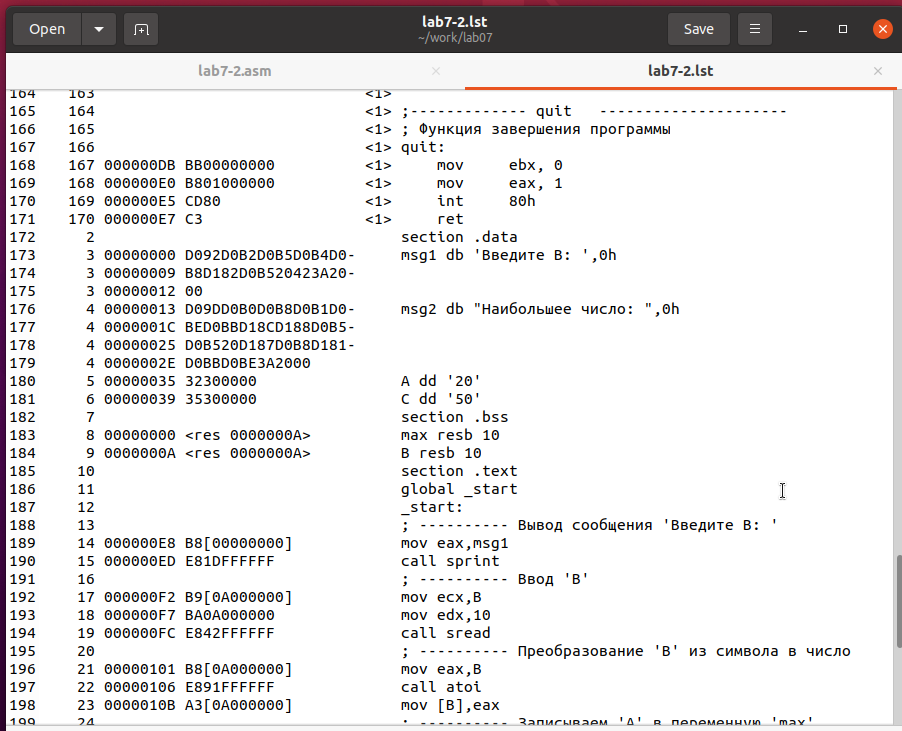 Open
lab7-2.lst
~/work/lab07
Save
lab7-2.asm
lab7-2.lst
164 163 <1>
165 164 <1> ;------------- quit ---------------------
166 165 <1> ; Функция завершения программы
167 166 <1> quit:
168 167 000000DB BB00000000 <1> mov ebx, 0
169 168 000000E0 B801000000 <1> mov eax, 1
170 169 000000E5 CD80 <1> int 80h
171 170 000000E7 C3 <1> ret
172 2 section .data
173 3 00000000 D092D0B2D0B5D0B4D0- msg1 db 'Введите B: ',0h
174 3 00000009 B8D182D0B520423A20-
175 3 00000012 00
176 4 00000013 D09DD0B0D0B8D0B1D0- msg2 db "Наибольшее число: ",0h
177 4 0000001C BED0BBD18CD188D0B5-
178 4 00000025 D0B520D187D0B8D181-
179 4 0000002E D0BBD0BE3A2000
180 5 00000035 32300000 A dd '20'
181 6 00000039 35300000 C dd '50'
182 7 section .bss
183 8 00000000 <res 0000000A> max resb 10
184 9 0000000A <res 0000000A> B resb 10
185 10 section .text
186 11 global _start
187 12 _start:
188 13 ; ---------- Вывод сообщения 'Введите B: '
189 14 000000E8 B8[00000000] mov eax,msg1
190 15 000000ED E81DFFFFFF call sprint
191 16 ; ---------- Ввод 'B'
192 17 000000F2 B9[0A000000] mov ecx,B
193 18 000000F7 BA0A000000 mov edx,10
194 19 000000FC E842FFFFFF call sread
195 20 ; ---------- Преобразование 'B' из символа в число
196 21 00000101 B8[0A000000] mov eax,B
197 22 00000106 E891FFFFFF call atoi
198 23 0000010B A3[0A000000] mov [B],eax
199 24 ; ---------- Записываем 'A' в переменную 'max'